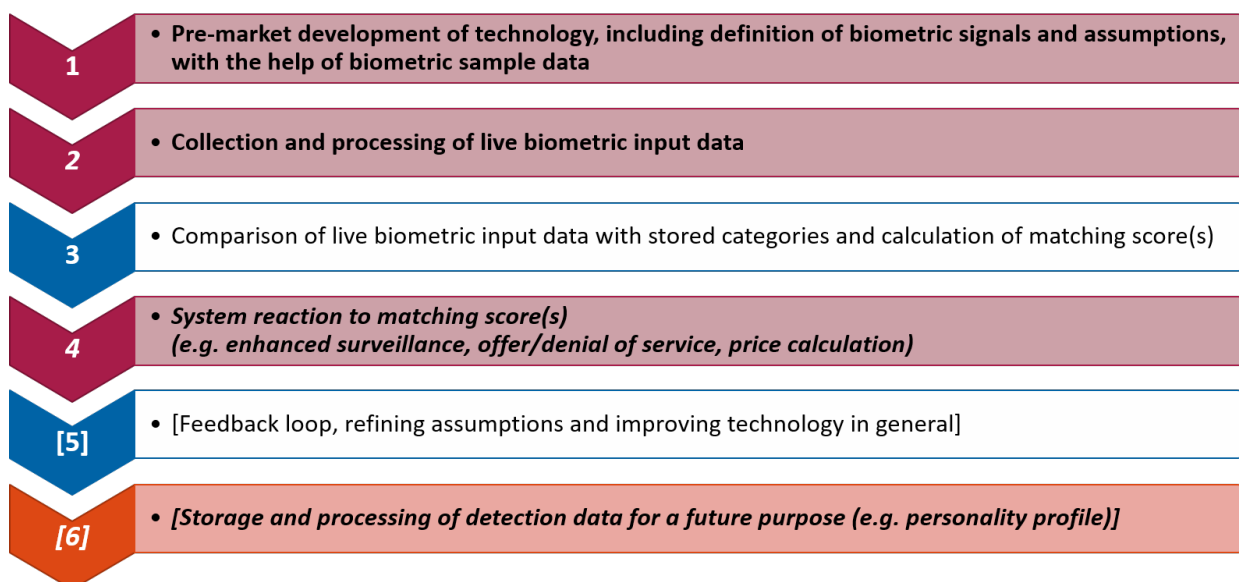 1
• Pre-market development of technology, including definition of biometric signals and assumptions,
with the help of biometric sample data
2
• Collection and processing of live biometric input data
3
• Comparison of live biometric input data with stored categories and calculation of matching score(s)
4
• System reaction to matching score(s)
(e.g. enhanced surveillance, offer/denial of service, price calculation)
[5]
• [Feedback loop, refining assumptions and improving technology in general]
[6]
• [Storage and processing of detection data for a future purpose (e.g. personality profile)]